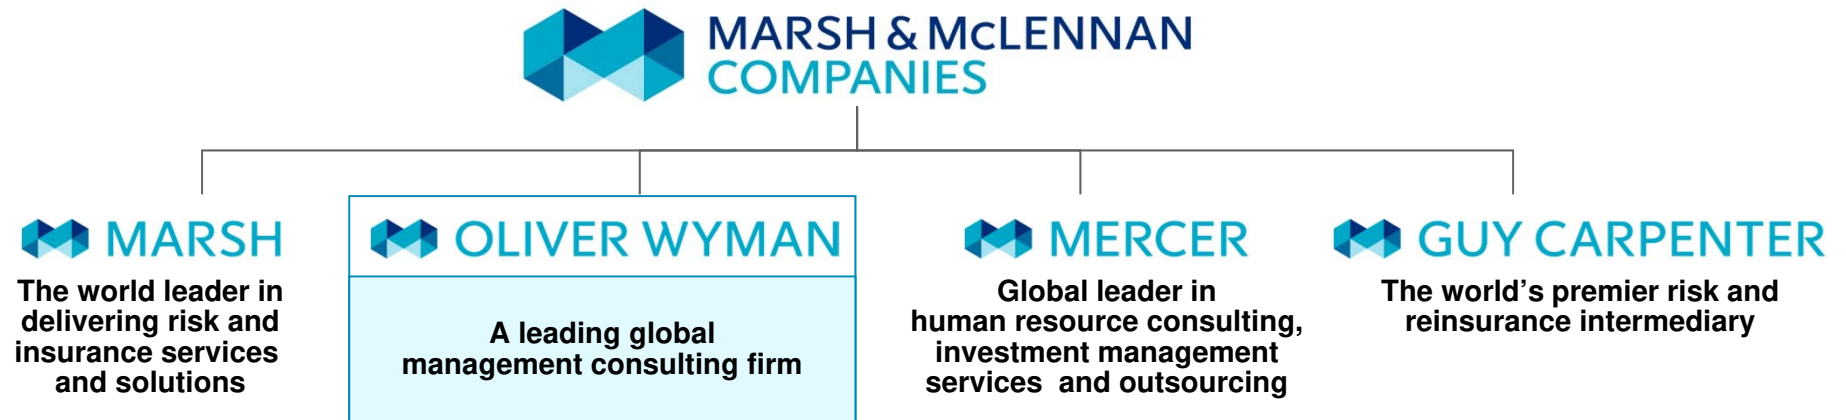 MARSH & McLENNAN
COMPANIES
MARSH
The world leader in
delivering risk and
insurance services
and solutions
OLIVER WYMAN
A leading global
management consulting firm
MERCER
Global leader in
human resource consulting,
investment management
services and outsourcing
GUY CARPENTER
The world’s premier risk and
reinsurance intermediary